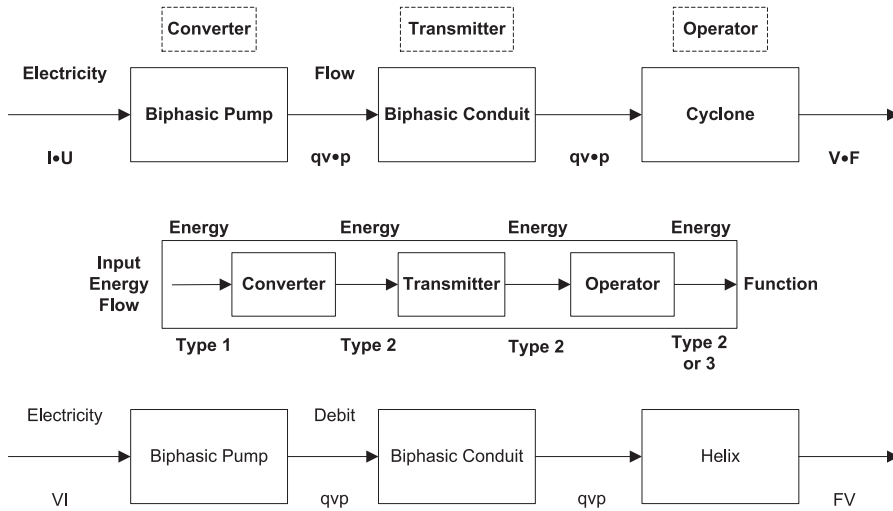 Converter
Transmitter
Operator
Electricity
Flow
Biphasic Pump
Biphasic Conduit
Cyclone
I•U
qv•p
qv•p
V•F
Energy
Energy
Energy
Energy
Input
Energy
Flow
Converter
Transmitter
Operator
Function
Type 1
Type 2
Type 2
Type 2
or 3
Electricity
Debit
Biphasic Pump
Biphasic Conduit
Helix
VI
qvp
qvp
FV